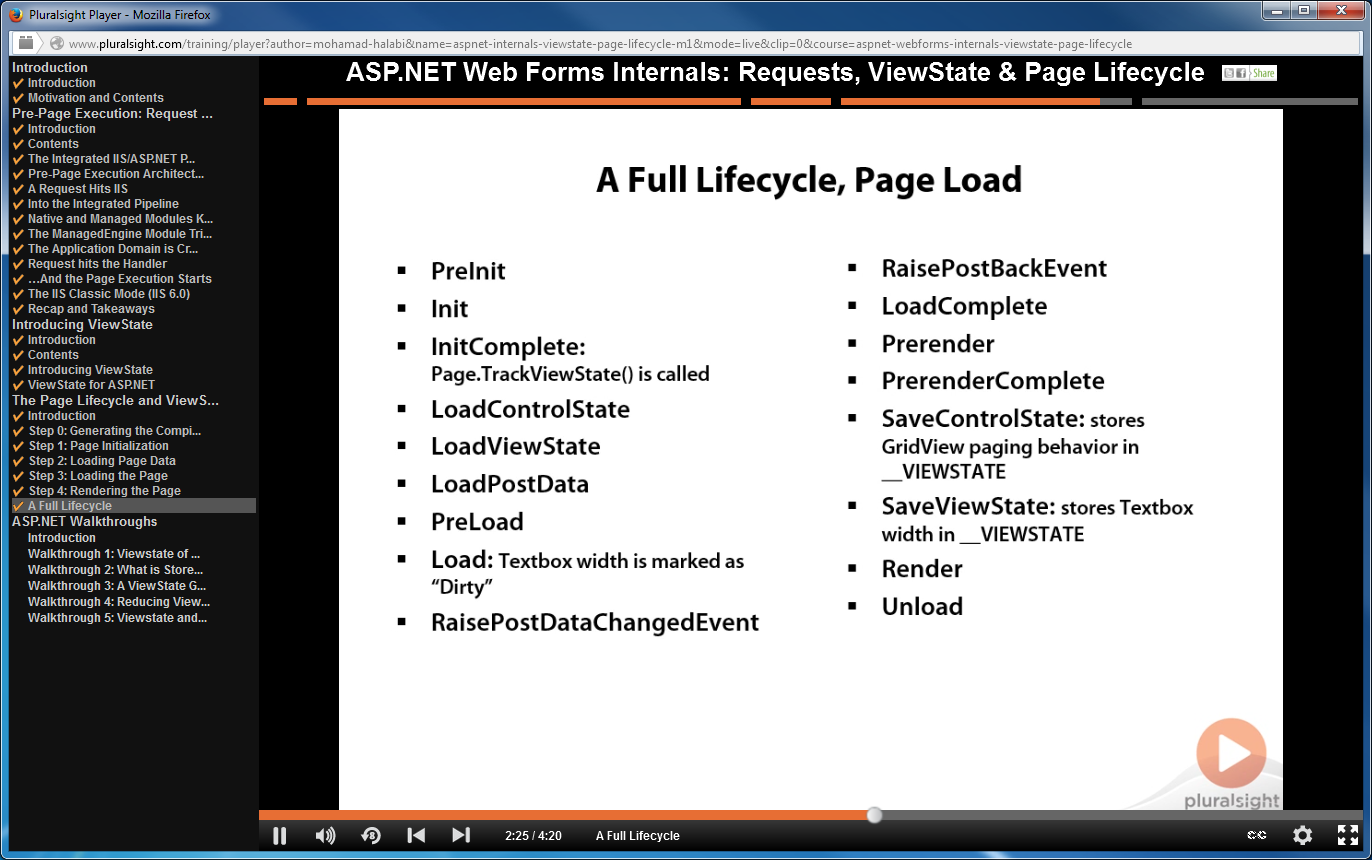 Pluralsight Player - Mozilla Firefox
www.pluralsight.com/training/player?author=mohamad-halabi&name=aspnet-internals-viewstate-page-lifecycle-m1&mode=live&clip=0&course=aspnet-webforms-internals-viewstate-page-lifecycle
Introduction
Introduction
Motivation and Contents
Pre-Page Execution: Request ...
Introduction
Contents
The Integrated IIS/ASP.NET P...
Pre-Page Execution Architect...
A Request Hits IIS
Into the Integrated Pipeline
Native and Managed Modules K...
The ManagedEngine Module Tri...
The Application Domain is Cr...
Request hits the Handler
...And the Page Execution Starts
The IIS Classic Mode (IIS 6.0)
Recap and Takeaways
Introducing ViewState
Introduction
Contents
Introducing ViewState
ViewState for ASP.NET
The Page Lifecycle and ViewS...
Introduction
Step 0: Generating the Compi...
Step 1: Page Initialization
Step 2: Loading Page Data
Step 3: Loading the Page
Step 4: Rendering the Page
A Full Lifecycle
ASP.NET Walkthroughs
Introduction
Walkthrough 1: Viewstate of ...
Walkthrough 2: What is Store...
Walkthrough 3: A ViewState G...
Walkthrough 4: Reducing View...
Walkthrough 5: Viewstate and...
ASP.NET Web Forms Internals: Requests, ViewState & Page Lifecycle
Share
A Full Lifecycle, Page Load
PreInit
Init
InitComplete:
Page.TrackViewState() is called
LoadControlState
LoadViewState
LoadPostData
PreLoad
Load: Textbox width is marked as
“Dirty”
RaisePostDataChangedEvent
RaisePostBackEvent
LoadComplete
Prerender
PrerenderComplete
SaveControlState: stores
GridView paging behavior in
__VIEWSTATE
SaveViewState: stores Textbox
width in __VIEWSTATE
Render
Unload
pluralsight
2:25 / 4:20
A Full Lifecycle
CC